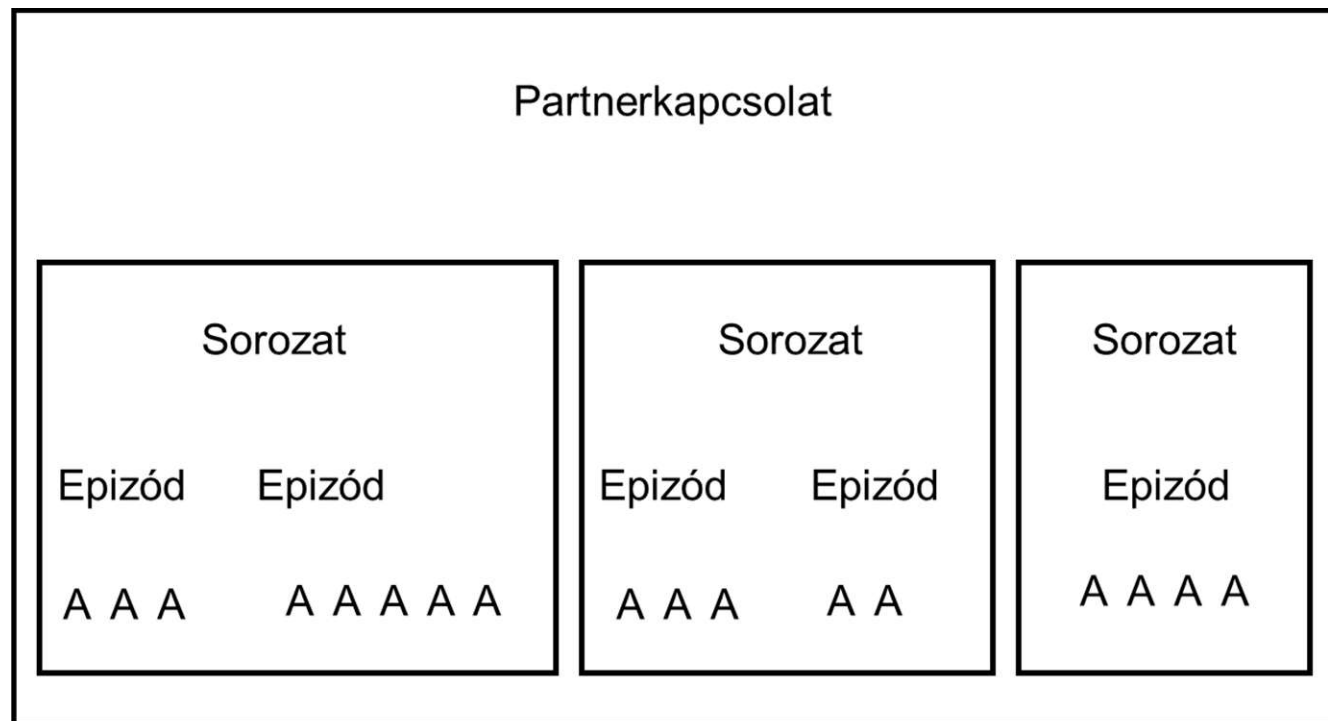 Partnerkapcsolat
Sorozat Sorozat Sorozat
Epizód Epizód Epizód Epizód Epizód
A A A A A A A A A A A A A A A A A